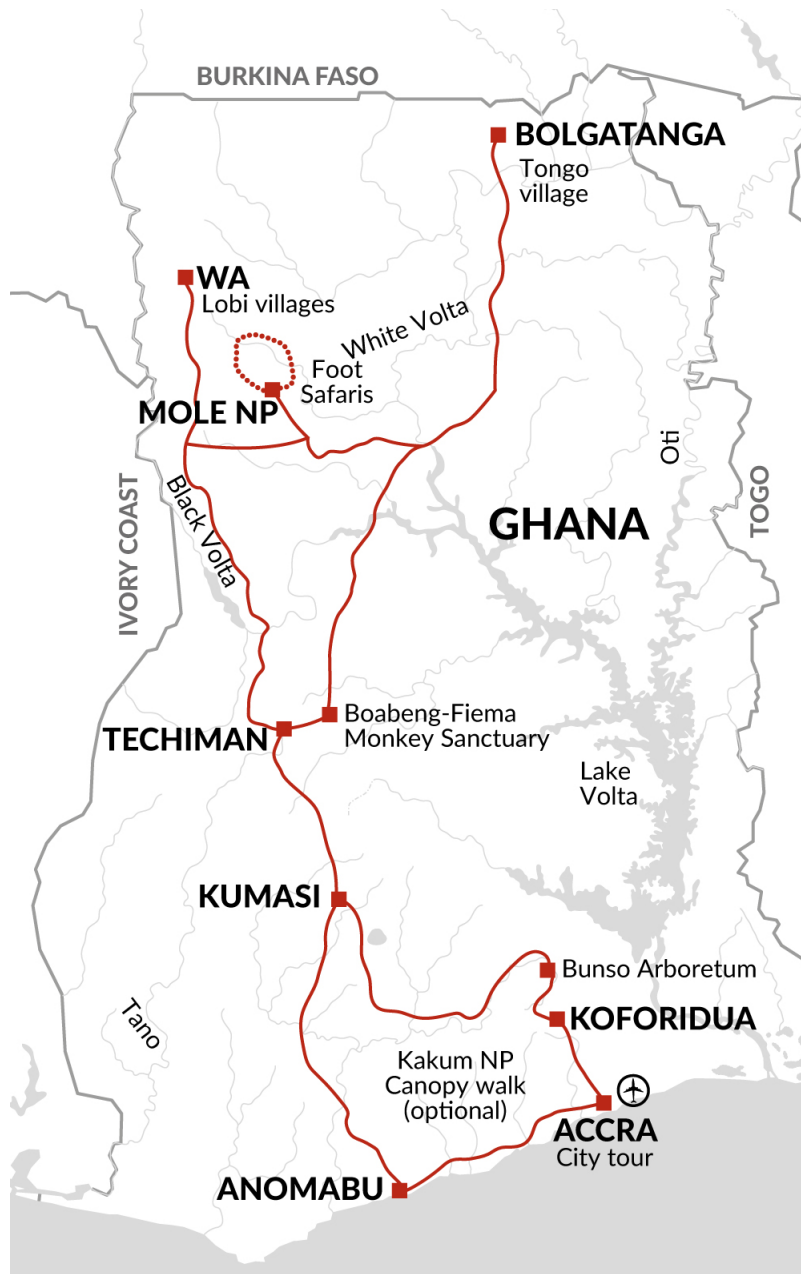 BURKINA FASO
BOLGATANGA
Tongo
village
WA
Lobi villages
White Volta
Foot
Safaris
MOLE NP
Oti
Black Volta
IVORY COAST
GHANA
TOGO
Boabeng-Fiema
Monkey Sanctuary
TECHIMAN
Lake
Volta
KUMASI
Bunso Arboretum
Tano
KOFORIDUA
Kakum NP
Canopy walk
(optional)
ACCRA
City tour
ANOMABU